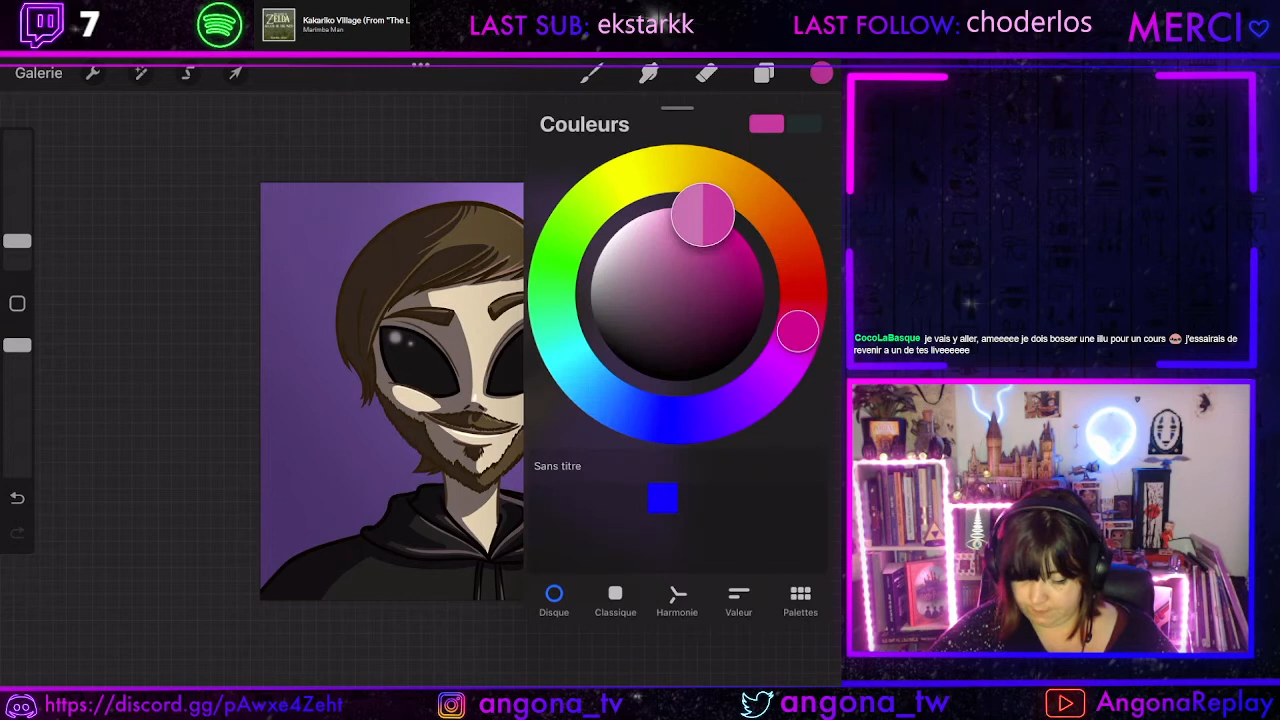 7
Kakariko Village (From "The L
Marimba Man
LAST SUB: ekstarkk
LAST FOLLOW: choderlos
MERCI
Galerie
Couleurs
CocoLaBasque je vais y aller, ameeeee je dois bosser une illu pour un cours j'essairais de
revenir a un de tes liveeeeee
Sans titre
Disque
Classique
Harmonie
Valeur
Palettes
https://discord.gg/pAwxe4Zeht
angona_tv
angona_tw
AngonaReplay